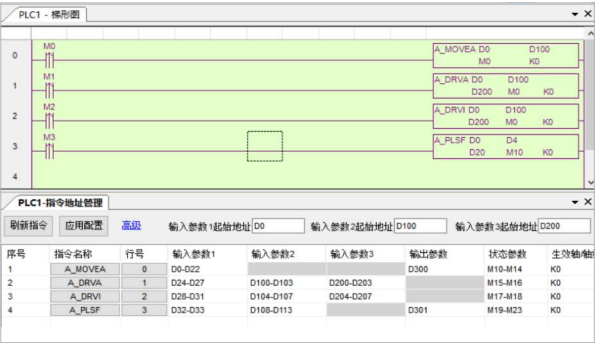 PLC1 - 梯形图
M0
A_MOVEA D0 D100
0
M0 K0
M1
A_DRVA D0 D100
1
D200 M0 K0
M2
A_DRVI D0 D100
2
D200 M0 K0
M3
A_PLSF D0 D4
3
D20 M10 K0
4
PLC1-指令地址管理
刷新指令 应用配置 高级 输入参数1起始地址 D0 输入参数2起始地址 D100 输入参数3起始地址 D200
序号 指令名称 行号 输入参数1 输入参数2 输入参数3 输出参数 状态参数 生效轴/轴
1 A_MOVEA 0 D0-D22 D300 M10-M14 K0
2 A_DRVA 1 D24-D27 D100-D103 D200-D203 M15-M16 K0
3 A_DRVI 2 D28-D31 D104-D107 D204-D207 M17-M18 K0
4 A_PLSF 3 D32-D33 D108-D113 D301 M19-M23 K0